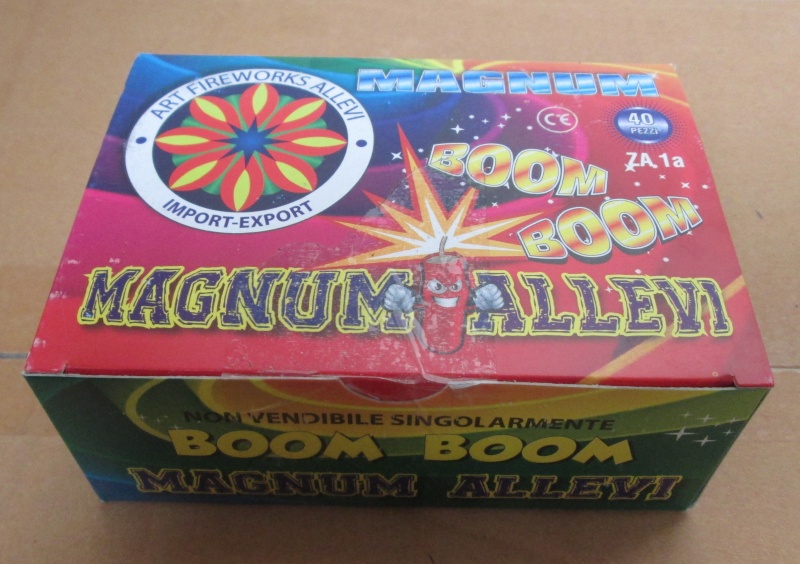 ART FIREWORKS ALLEVI
IMPORT-EXPORT
MAGNUM
CE
40
PEZZI
ZA 1a
BOOM
BOOM
MAGNUM ALLEVI
NON VENDIBILE SINGOLARMENTE
BOOM BOOM
MAGNUM ALLEVI